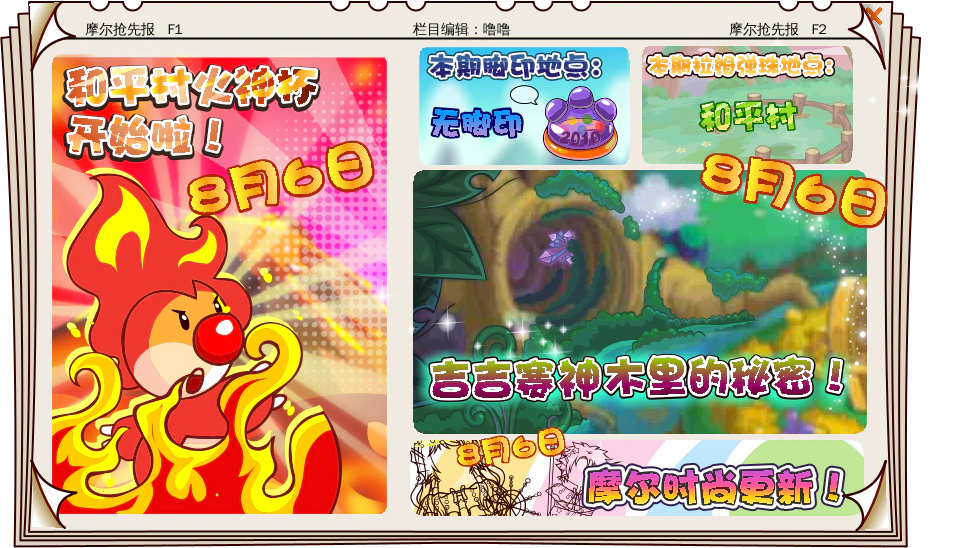 摩尔抢先报 F1
栏目编辑：噜噜
摩尔抢先报 F2
和平村火神杯
开始啦！
8月6日
本期脚印地点：
无脚印
2010
本期拉姆弹珠地点：
和平村
8月6日
吉吉赛神木里的秘密！
8月6日
摩尔时尚更新！